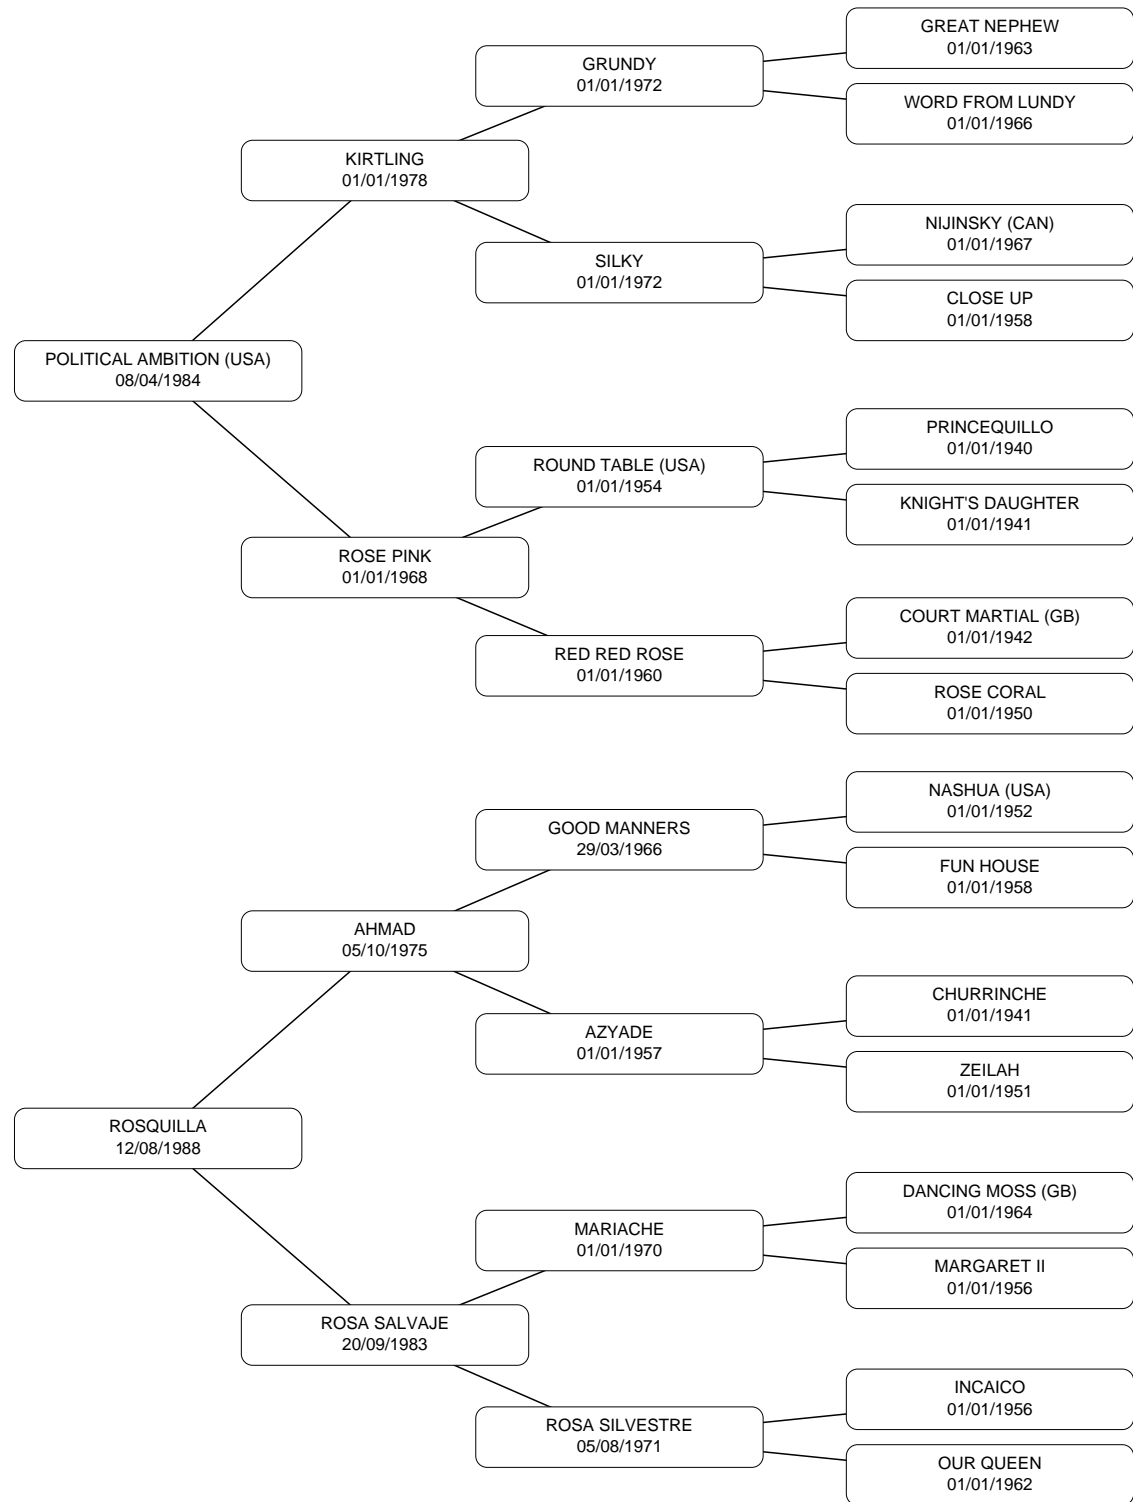 GREAT NEPHEW
01/01/1963
GRUNDY
01/01/1972
WORD FROM LUNDY
01/01/1966
KIRTLING
01/01/1978
NIJINSKY (CAN)
01/01/1967
SILKY
01/01/1972
CLOSE UP
01/01/1958
POLITICAL AMBITION (USA)
08/04/1984
PRINCEQUILLO
01/01/1940
ROUND TABLE (USA)
01/01/1954
KNIGHT'S DAUGHTER
01/01/1941
ROSE PINK
01/01/1968
COURT MARTIAL (GB)
01/01/1942
RED RED ROSE
01/01/1960
ROSE CORAL
01/01/1950
NASHUA (USA)
01/01/1952
GOOD MANNERS
29/03/1966
FUN HOUSE
01/01/1958
AHMAD
05/10/1975
CHURRINCHE
01/01/1941
AZYADE
01/01/1957
ZEILAH
01/01/1951
ROSQUILLA
12/08/1988
DANCING MOSS (GB)
01/01/1964
MARIACHE
01/01/1970
MARGARET II
01/01/1956
ROSA SALVAJE
20/09/1983
INCAICO
01/01/1956
ROSA SILVESTRE
05/08/1971
OUR QUEEN
01/01/1962